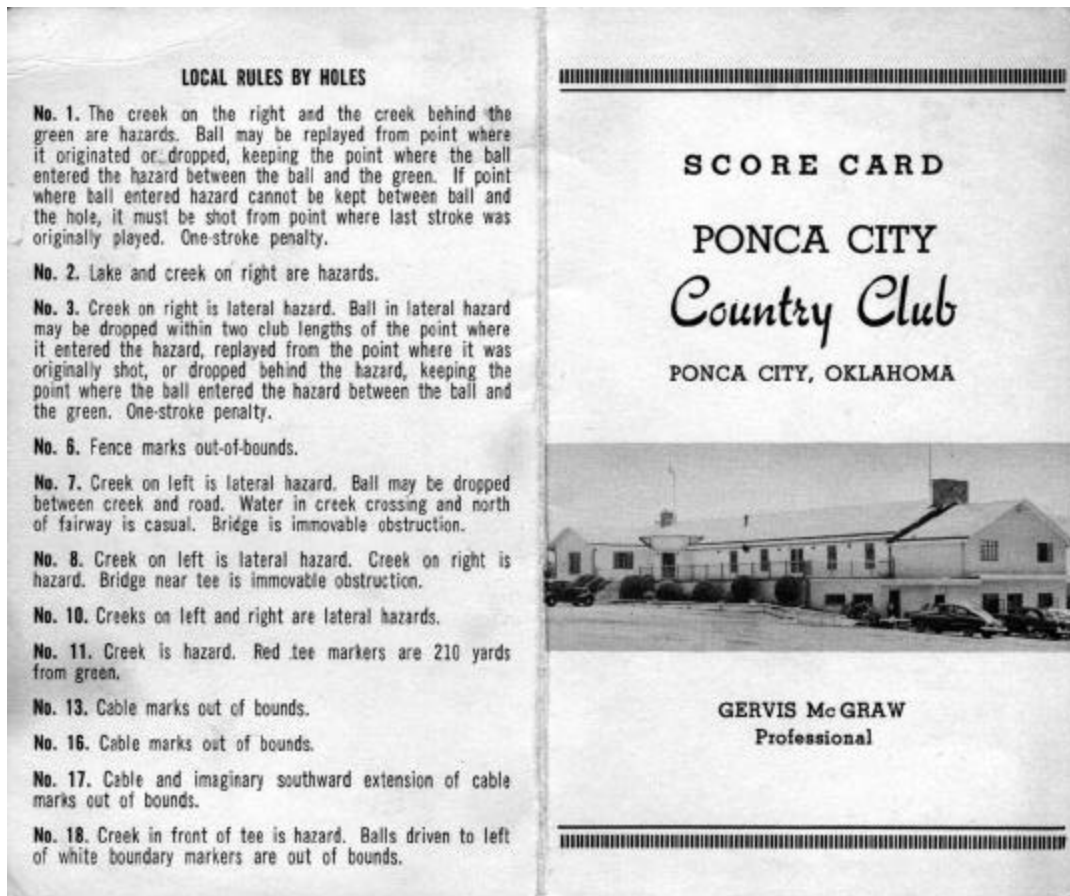 LOCAL RULES BY HOLES
No. 1. The creek on the right and the creek behind the
green are hazards. Ball may be replayed from point where
it originated or dropped, keeping the point where the ball
entered the hazard between the ball and the green. If point
where ball entered hazard cannot be kept between ball and
the hole, it must be shot from point where last stroke was
originally played. One-stroke penalty.
No. 2. Lake and creek on right are hazards.
No. 3. Creek on right is lateral hazard. Ball in lateral hazard
may be dropped within two club lengths of the point where
it entered the hazard, replayed from the point where it was
originally shot, or dropped behind the hazard, keeping the
point where the ball entered the hazard between the ball and
the green. One-stroke penalty.
No. 6. Fence marks out-of-bounds.
No. 7. Creek on left is lateral hazard. Ball may be dropped
between creek and road. Water in creek crossing and north
of fairway is casual. Bridge is immovable obstruction.
No. 8. Creek on left is lateral hazard. Creek on right is
hazard. Bridge near tee is immovable obstruction.
No. 10. Creeks on left and right are lateral hazards.
No. 11. Creek is hazard. Red tee markers are 210 yards
from green.
No. 13. Cable marks out of bounds.
No. 16. Cable marks out of bounds.
No. 17. Cable and imaginary southward extension of cable
marks out of bounds.
No. 18. Creek in front of tee is hazard. Balls driven to left
of white boundary markers are out of bounds.
SCORE CARD
PONCA CITY
Country Club
PONCA CITY, OKLAHOMA
GERVIS McGRAW
Professional